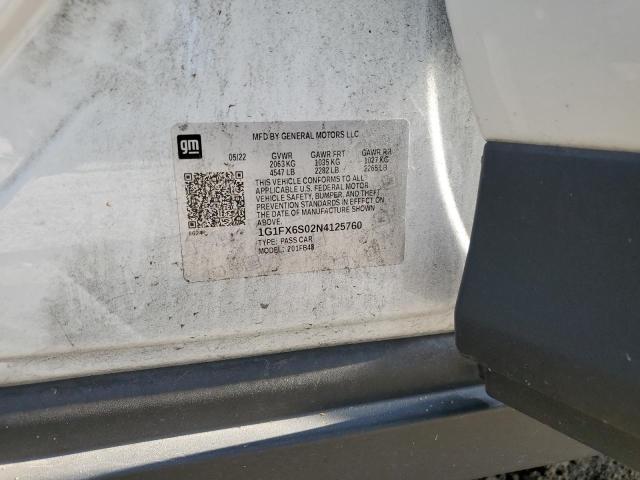 gm
MFD BY GENERAL MOTORS LLC
05/22 GVWR GAWR FRT GAWR RR
2063 KG 1035 KG 1027 KG
4547 LB 2282 LB 2265 LB
THIS VEHICLE CONFORMS TO ALL
APPLICABLE U.S. FEDERAL MOTOR
VEHICLE SAFETY, BUMPER, AND THEFT
PREVENTION STANDARDS IN EFFECT ON
THE DATE OF MANUFACTURE SHOWN
ABOVE.
1G1FX6S02N4125760
TYPE: PASS CAR
MODEL: 201FB48